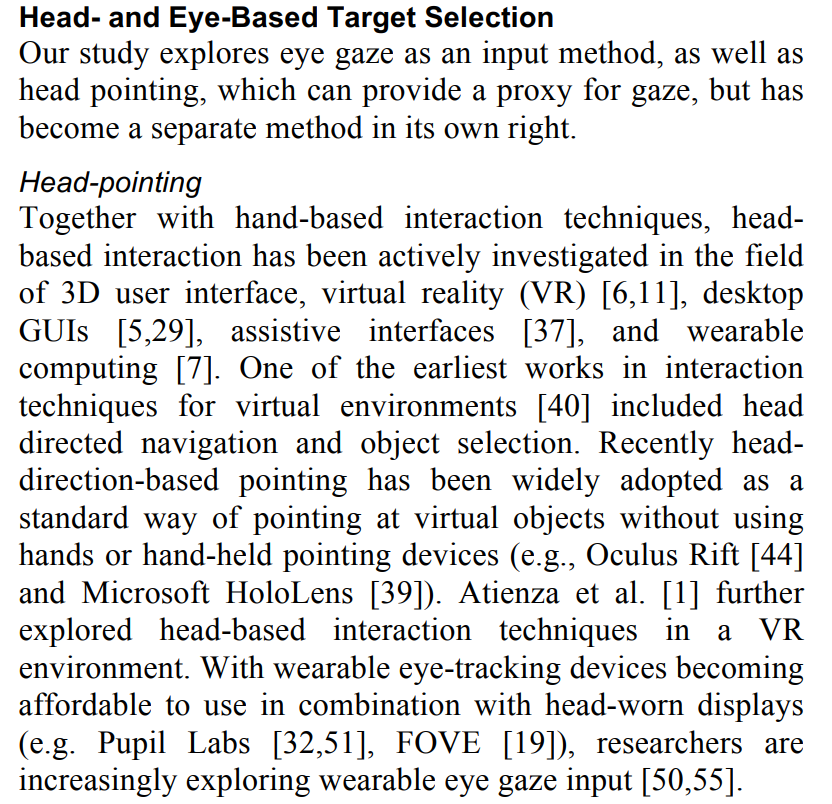 Head- and Eye-Based Target Selection
Our study explores eye gaze as an input method, as well as
head pointing, which can provide a proxy for gaze, but has
become a separate method in its own right.
Head-pointing
Together with hand-based interaction techniques, head-
based interaction has been actively investigated in the field
of 3D user interface, virtual reality (VR) [6,11], desktop
GUIs [5,29], assistive interfaces [37], and wearable
computing [7]. One of the earliest works in interaction
techniques for virtual environments [40] included head
directed navigation and object selection. Recently head-
direction-based pointing has been widely adopted as a
standard way of pointing at virtual objects without using
hands or hand-held pointing devices (e.g., Oculus Rift [44]
and Microsoft HoloLens [39]). Atienza et al. [1] further
explored head-based interaction techniques in a VR
environment. With wearable eye-tracking devices becoming
affordable to use in combination with head-worn displays
(e.g. Pupil Labs [32,51], FOVE [19]), researchers are
increasingly exploring wearable eye gaze input [50,55].